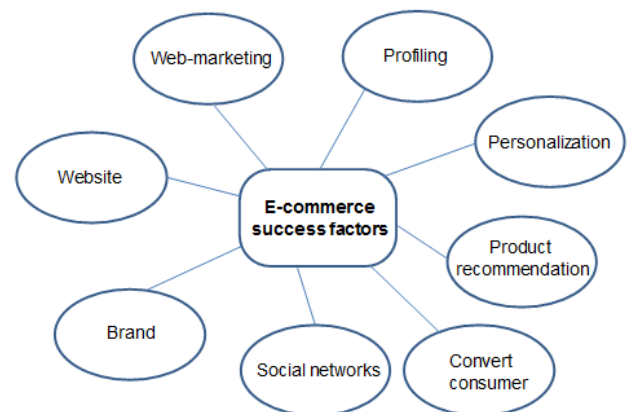 Web-marketing
Profiling
Personalization
Website
E-commerce
success factors
Product
recommendation
Brand
Social networks
Convert
consumer